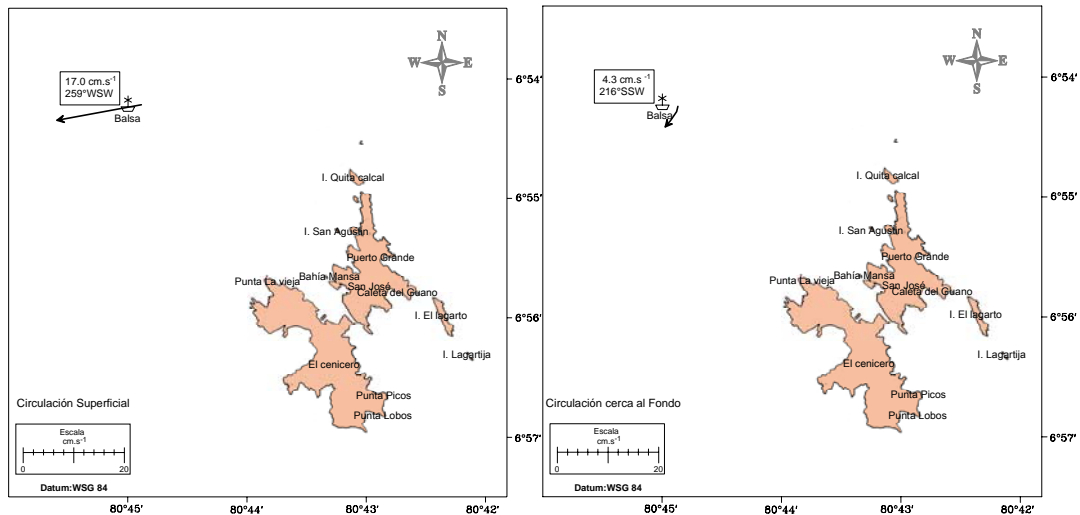 N
W E
S
17.0 cm.s-1
259°WSW
Balsa
6°54'
I. Quita calcal
6°55'
I. San Agustin
Puerto Grande
Bahía Mansa
Punta La vieja
San José
Caleta del Guano
I. El lagarto
6°56'
I. Lagartija
El cenicero
Punta Picos
Circulación Superficial
Punta Lobos
Escala
cm.s-1
0 20
6°57'
Datum:WSG 84
80°45' 80°44' 80°43' 80°42'
N
W E
S
4.3 cm.s -1
216°SSW
Balsa
6°54'
I. Quita calcal
6°55'
I. San Agustin
Puerto Grande
Bahía Mansa
Punta La vieja
San José
Caleta del Guano
I. El lagarto
6°56'
I. Lagartija
El cenicero
Punta Picos
Circulación cerca al Fondo
Punta Lobos
Escala
cm.s-1
0 20
6°57'
Datum:WSG 84
80°45' 80°44' 80°43' 80°42'